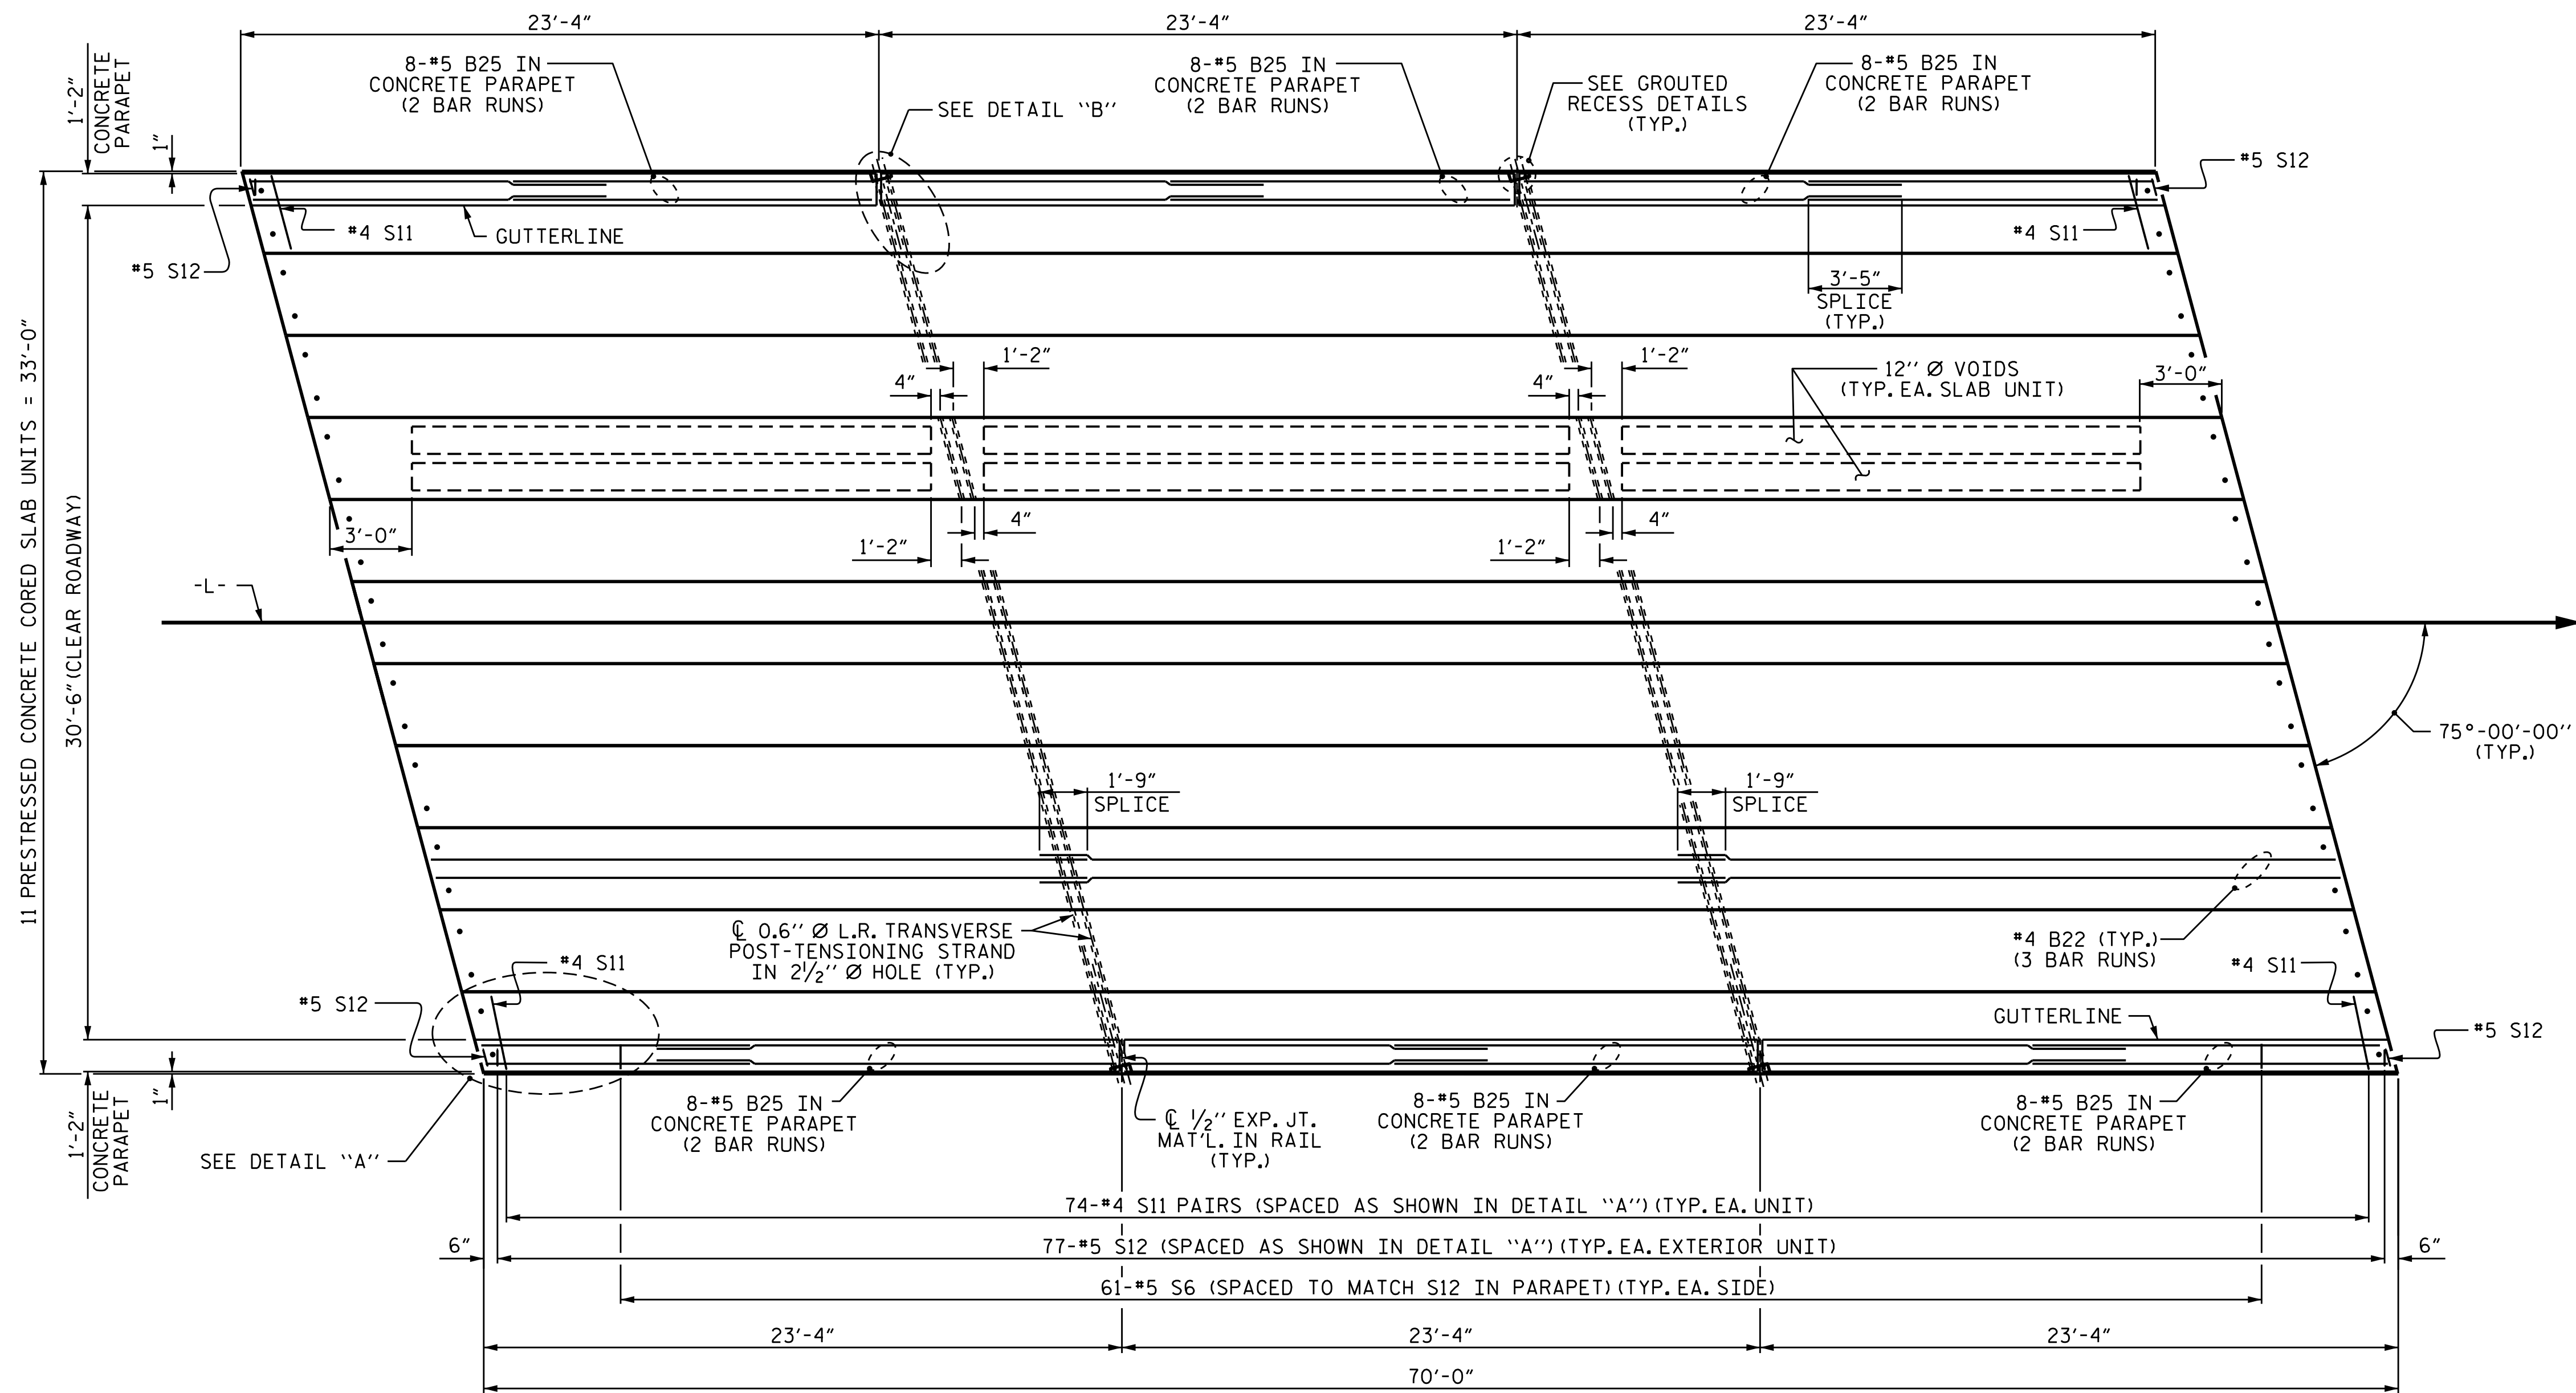 23'-4"
23'-4"
23'-4"
1'-2"
CONCRETE
PARAPET
1"
8-#5 B25 IN
CONCRETE PARAPET
(2 BAR RUNS)
SEE DETAIL "B"
8-#5 B25 IN
CONCRETE PARAPET
(2 BAR RUNS)
SEE GROUTED
RECESS DETAILS
(TYP.)
8-#5 B25 IN
CONCRETE PARAPET
(2 BAR RUNS)
#5 S12
#4 S11
GUTTERLINE
#5 S12
#4 S11
3'-5"
SPLICE
(TYP.)
1'-2"
4"
1'-2"
4"
12" Ø VOIDS
(TYP. EA. SLAB UNIT)
3'-0"
11 PRESTRESSED CONCRETE CORED SLAB UNITS = 33'-0"
30'-6" (CLEAR ROADWAY)
3'-0"
4"
1'-2"
4"
1'-2"
-L-
75°-00'-00"
(TYP.)
1'-9"
SPLICE
1'-9"
SPLICE
℄ 0.6" Ø L.R. TRANSVERSE
POST-TENSIONING STRAND
IN 2½" Ø HOLE (TYP.)
#4 B22 (TYP.)
(3 BAR RUNS)
#4 S11
#4 S11
#5 S12
GUTTERLINE
#5 S12
1"
1'-2"
CONCRETE
PARAPET
SEE DETAIL "A"
8-#5 B25 IN
CONCRETE PARAPET
(2 BAR RUNS)
℄ ½" EXP. JT.
MAT'L. IN RAIL
(TYP.)
8-#5 B25 IN
CONCRETE PARAPET
(2 BAR RUNS)
8-#5 B25 IN
CONCRETE PARAPET
(2 BAR RUNS)
74-#4 S11 PAIRS (SPACED AS SHOWN IN DETAIL "A") (TYP. EA. UNIT)
6"
77-#5 S12 (SPACED AS SHOWN IN DETAIL "A") (TYP. EA. EXTERIOR UNIT)
6"
61-#5 S6 (SPACED TO MATCH S12 IN PARAPET) (TYP. EA. SIDE)
23'-4"
23'-4"
23'-4"
70'-0"